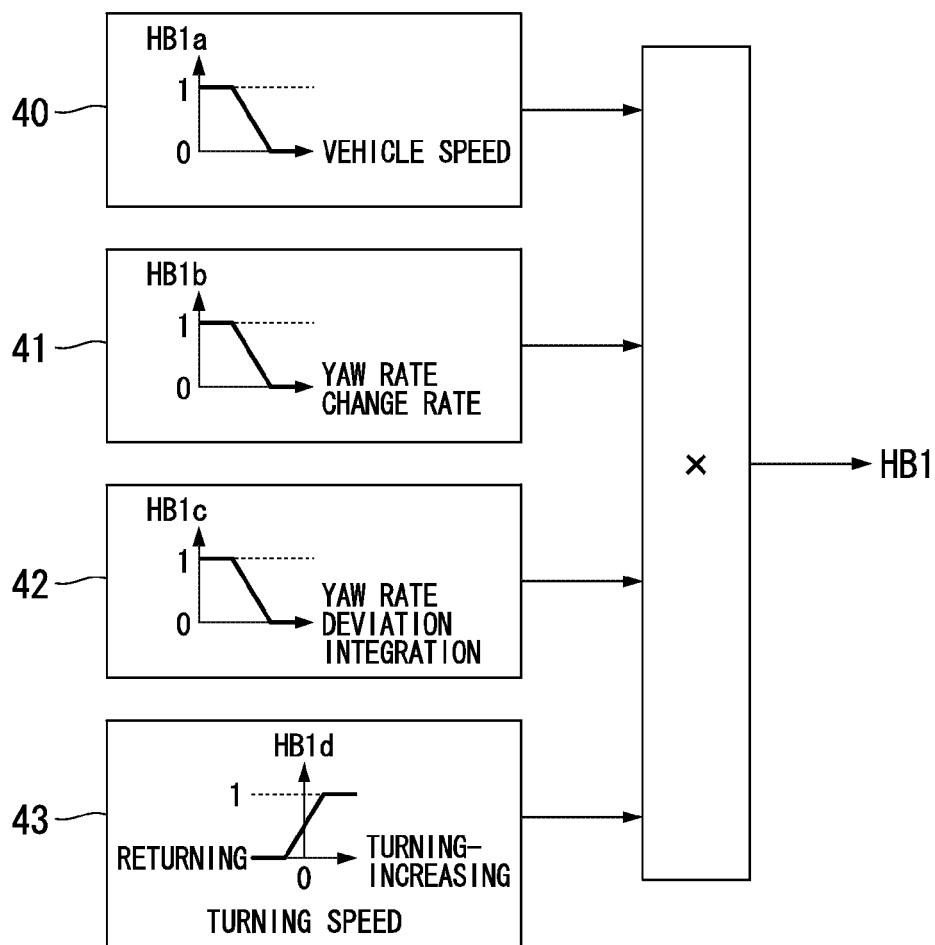 HB1a
1
0
VEHICLE SPEED
40
HB1b
1
0
YAW RATE
CHANGE RATE
41
HB1c
1
0
YAW RATE
DEVIATION
INTEGRATION
42
HB1d
1
RETURNING
0
TURNING-
INCREASING
TURNING SPEED
43
×
HB1